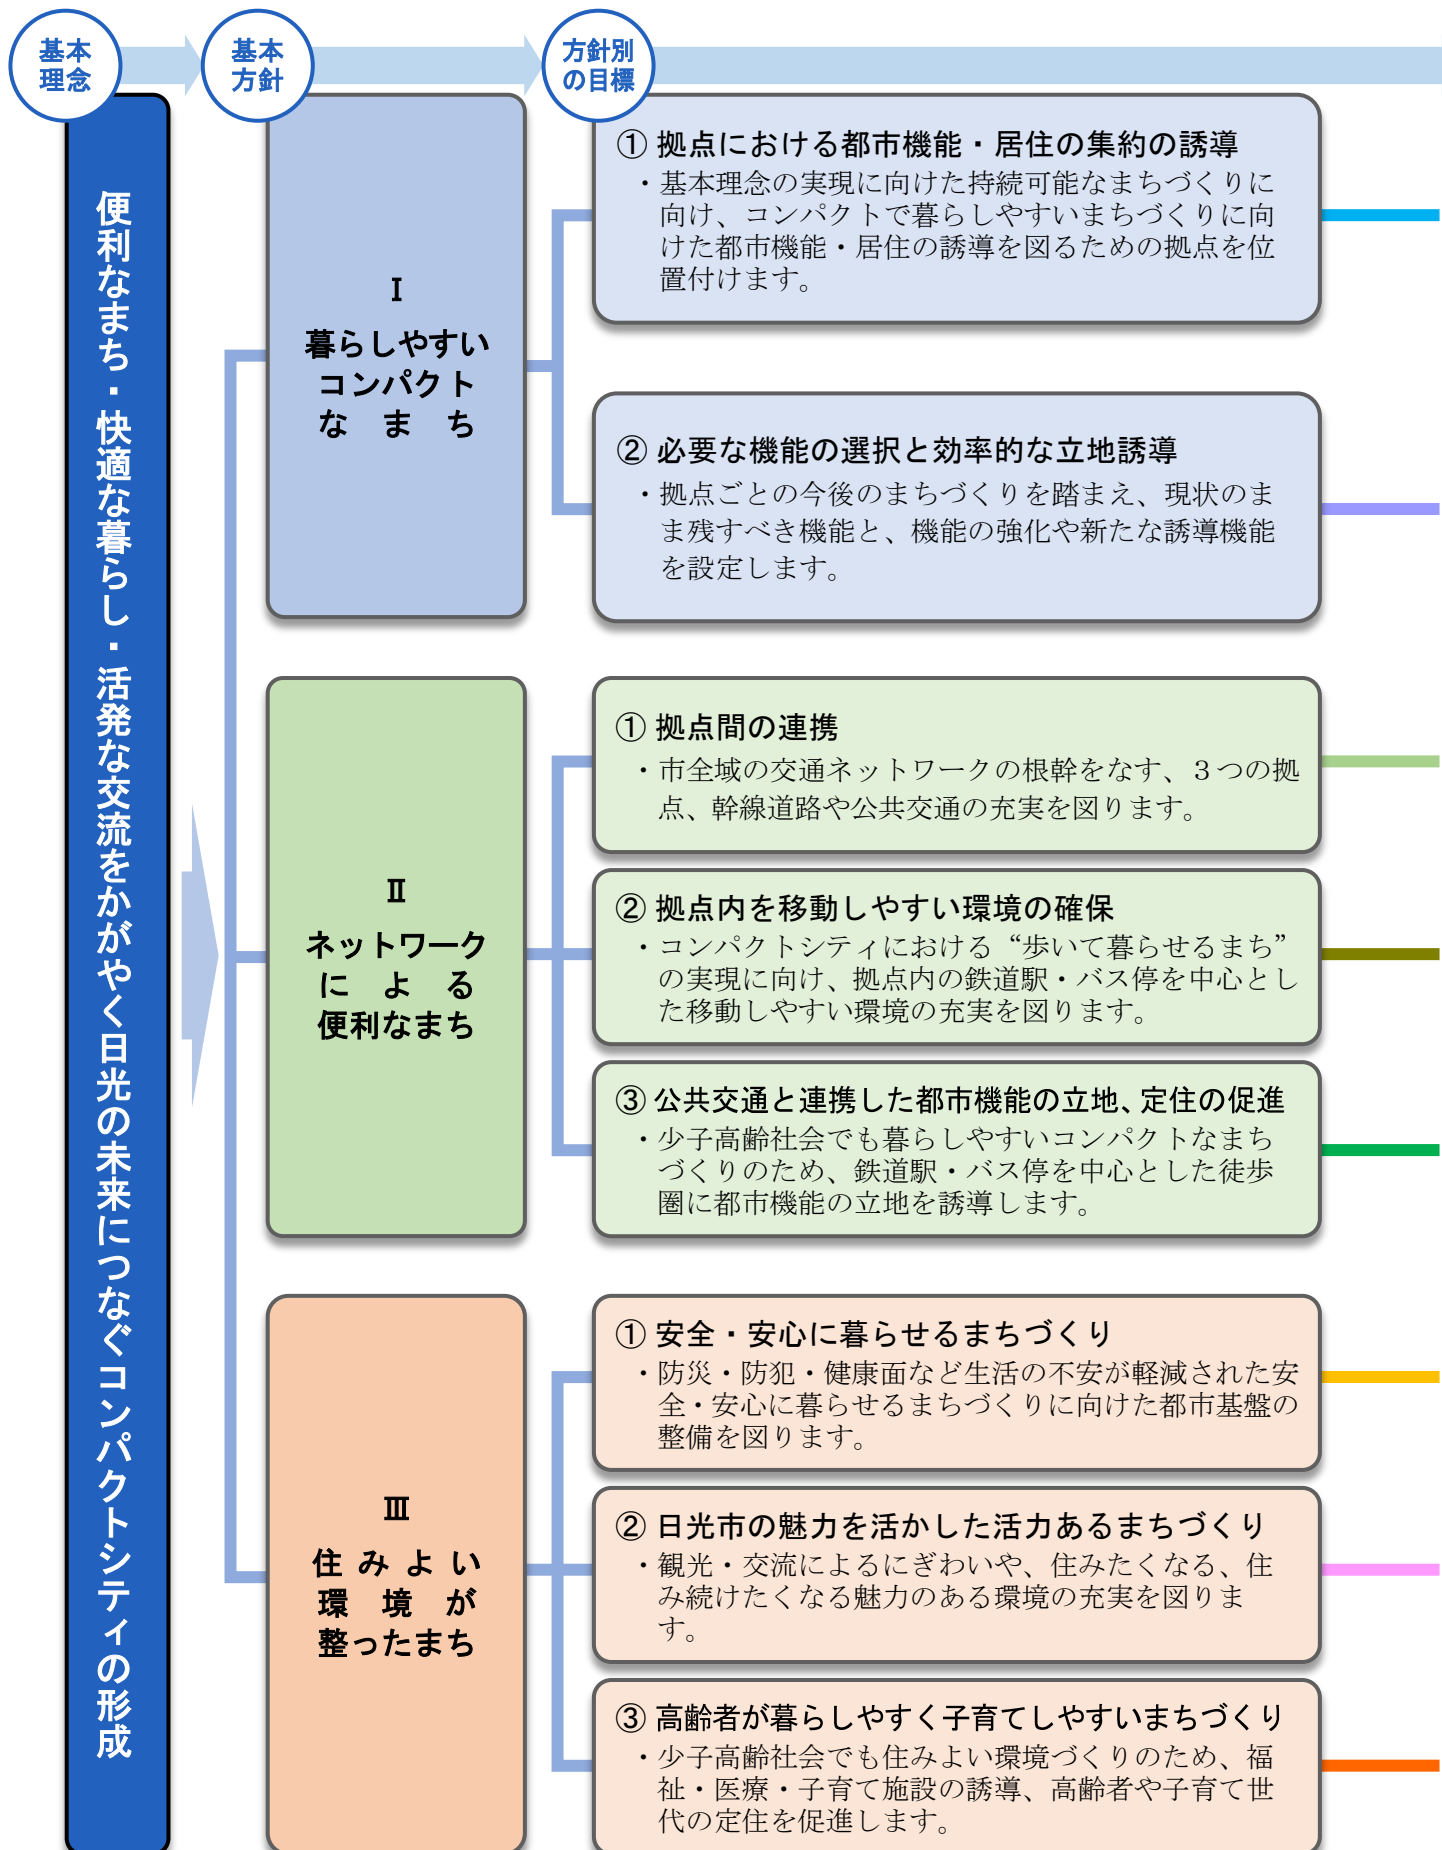 基本
理念
基本
方針
方針別
の目標
便利なまち・快適な暮らし・活発な交流をかがやく日光の未来につなぐコンパクトシティの形成
Ⅰ
暮らしやすい
コンパクト
な　ま　ち
① 拠点における都市機能・居住の集約の誘導
・基本理念の実現に向けた持続可能なまちづくりに
向け、コンパクトで暮らしやすいまちづくりに向
けた都市機能・居住の誘導を図るための拠点を位
置付けます。
② 必要な機能の選択と効率的な立地誘導
・拠点ごとの今後のまちづくりを踏まえ、現状のま
ま残すべき機能と、機能の強化や新たな誘導機能
を設定します。
Ⅱ
ネットワーク
に　よ　る
便利なまち
① 拠点間の連携
・市全域の交通ネットワークの根幹をなす、３つの拠
点、幹線道路や公共交通の充実を図ります。
② 拠点内を移動しやすい環境の確保
・コンパクトシティにおける“歩いて暮らせるまち”
の実現に向け、拠点内の鉄道駅・バス停を中心とし
た移動しやすい環境の充実を図ります。
③ 公共交通と連携した都市機能の立地、定住の促進
・少子高齢社会でも暮らしやすいコンパクトなまち
づくりのため、鉄道駅・バス停を中心とした徒歩
圏に都市機能の立地を誘導します。
Ⅲ
住みよい
環　境　が
整ったまち
① 安全・安心に暮らせるまちづくり
・防災・防犯・健康面など生活の不安が軽減された安
全・安心に暮らせるまちづくりに向けた都市基盤の
整備を図ります。
② 日光市の魅力を活かした活力あるまちづくり
・観光・交流によるにぎわいや、住みたくなる、住
み続けたくなる魅力のある環境の充実を図りま
す。
③ 高齢者が暮らしやすく子育てしやすいまちづくり
・少子高齢社会でも住みよい環境づくりのため、福
祉・医療・子育て施設の誘導、高齢者や子育て世
代の定住を促進します。